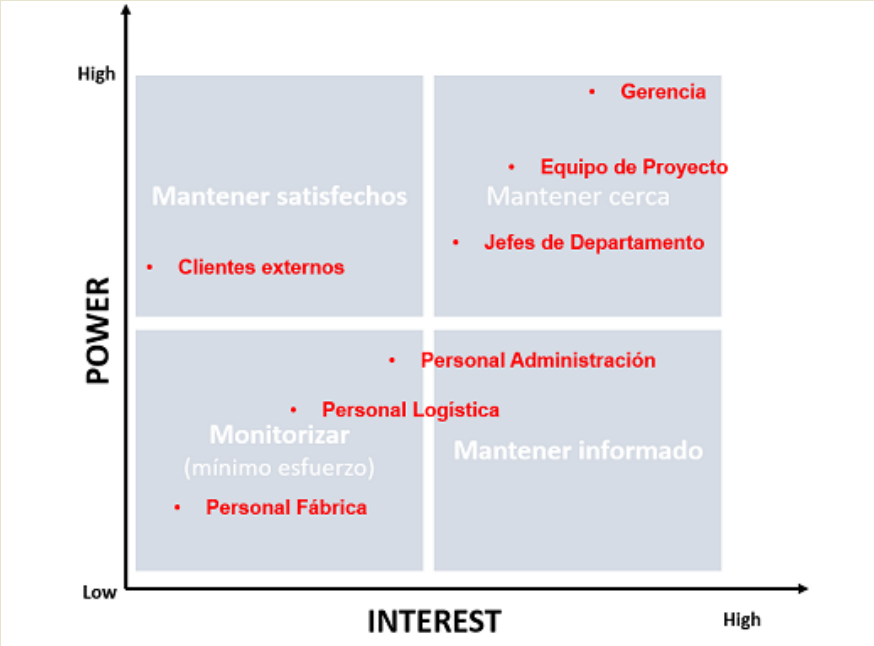 High
• Gerencia
• Equipo de Proyecto
Mantener satisfechos
Mantener cerca
• Jefes de Departamento
• Clientes externos
POWER
• Personal Administración
• Personal Logística
Monitorizar
(mínimo esfuerzo)
Mantener informado
• Personal Fábrica
Low
INTEREST
High